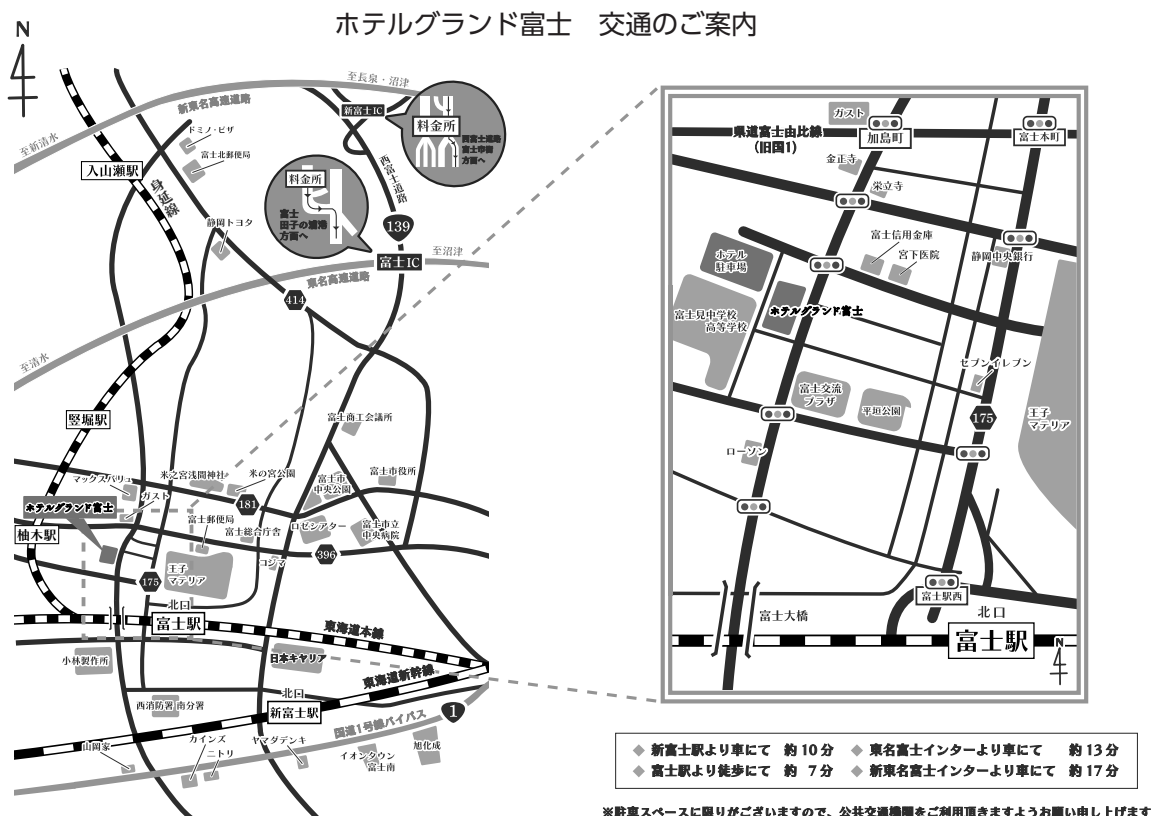 ホテルグランド富士　交通のご案内
N
至長泉・沼津
新東名高速道路
至新清水
ドミノ・ピザ
富士北郵便局
入山瀬駅
身延線
静岡トヨタ
新富士IC
料金所
西富士道路
富士市街
方面へ
西富士道路
料金所
富士
田子の浦港
方面へ
139
富士IC
至沼津
東名高速道路
414
至清水
竪堀駅
富士商工会議所
米之宮浅間神社
米の宮公園
マックスバリュ
ガスト
富士市
中央公園
富士市役所
181
ホテルグランド富士
富士郵便局
富士総合庁舎
ロゼシアター
富士市立
中央病院
柚木駅
396
コジマ
王子
マテリア
175
北口
富士駅
東海道本線
小林製作所
日本キャリア
東海道新幹線
北口
新富士駅
西消防署 南分署
国道1号線バイパス
1
山岡家
カインズ
ニトリ
ヤマダデンキ
イオンタウン
富士南
旭化成
ガスト
県道富士由比線
(旧国1)
加島町
富士本町
金正寺
栄立寺
富士信用金庫
宮下医院
静岡中央銀行
ホテル
駐車場
ホテルグランド富士
富士見中学校
高等学校
セブンイレブン
富士交流
プラザ
平垣公園
175
王子
マテリア
ローソン
富士駅西
富士大橋
北口
富士駅
N
◆ 新富士駅より車にて　約10分　◆ 東名富士インターより車にて　約13分
◆ 富士駅より徒歩にて　約 7分　◆ 新東名富士インターより車にて　約17分
※駐車スペースに限りがございますので、公共交通機関をご利用頂きますようお願い申し上げます